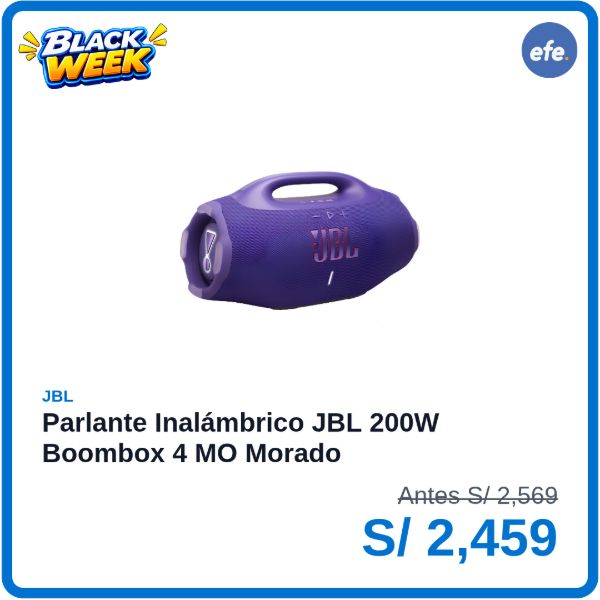 BLACK
WEEK
efe.
JBL
JBL
Parlante Inalámbrico JBL 200W
Boombox 4 MO Morado
Antes S/ 2,569
S/ 2,459